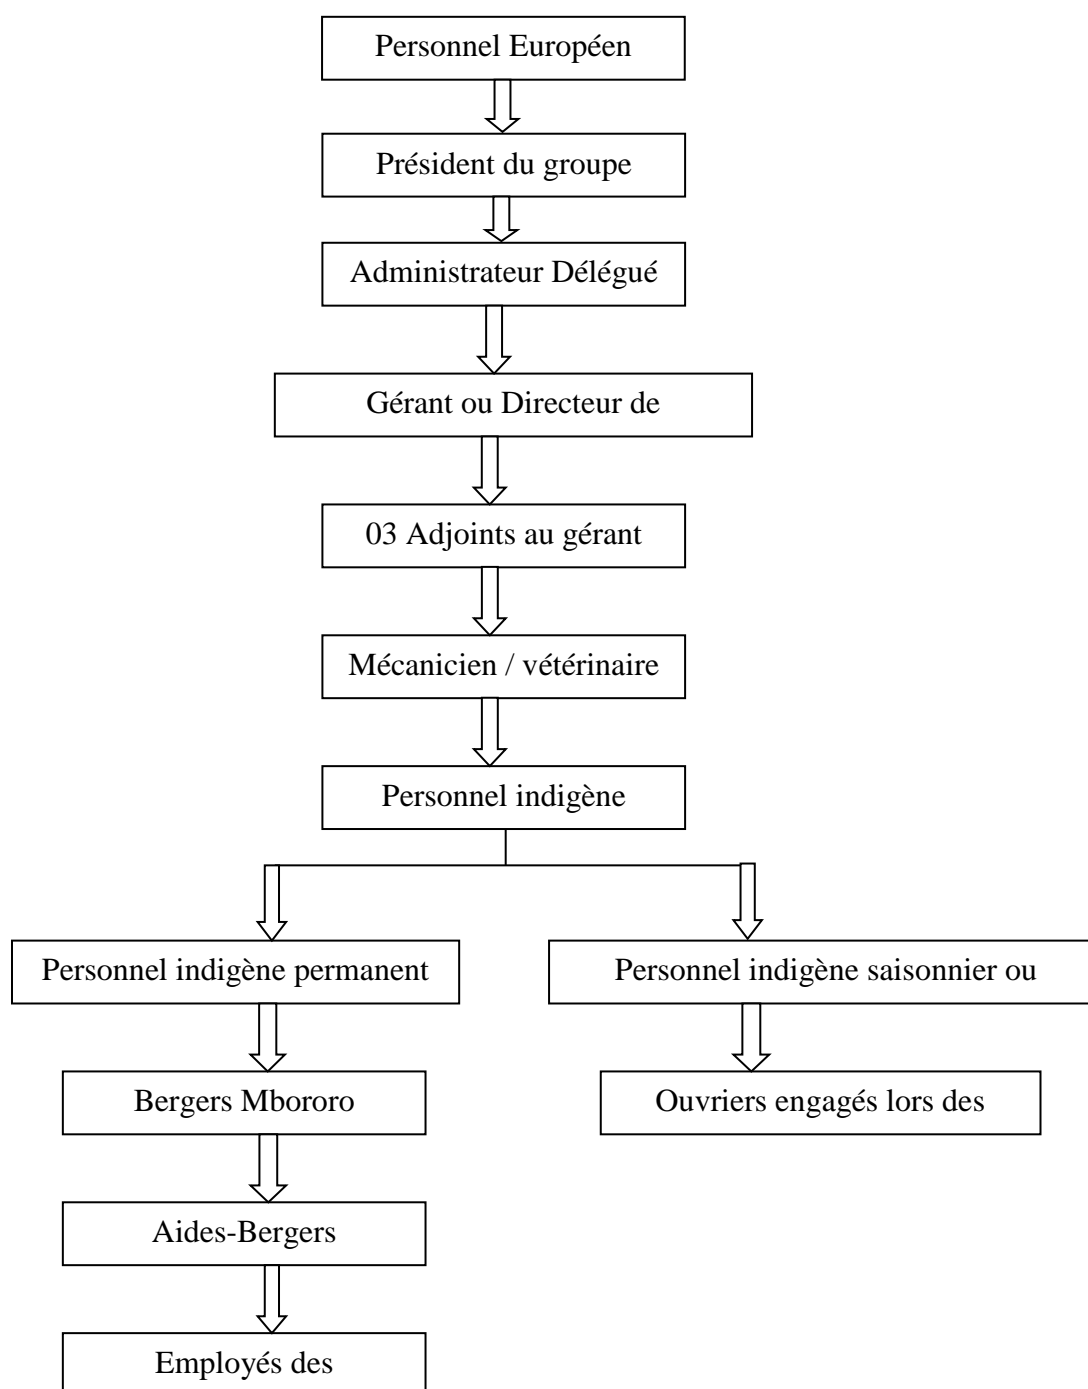 Personnel Européen
Président du groupe
Administrateur Délégué
Gérant ou Directeur de
03 Adjoints au gérant
Mécanicien / vétérinaire
Personnel indigène
Personnel indigène permanent
Personnel indigène saisonnier ou
Bergers Mbororo
Ouvriers engagés lors des
Aides-Bergers
Employés des